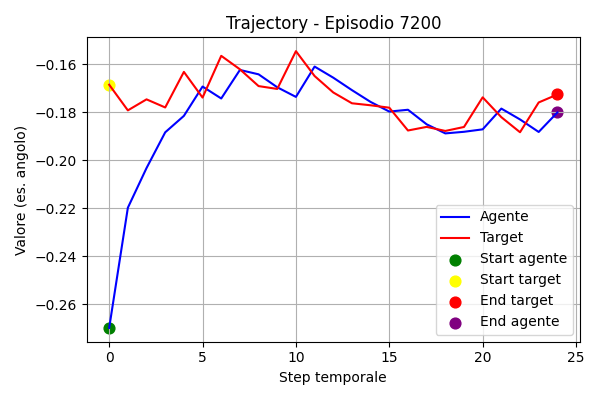 Trajectory - Episodio 7200
Valore (es. angolo)
−0.16
−0.18
−0.20
−0.22
−0.24
−0.26
0
5
10
15
20
25
Step temporale
Agente
Target
Start agente
Start target
End target
End agente